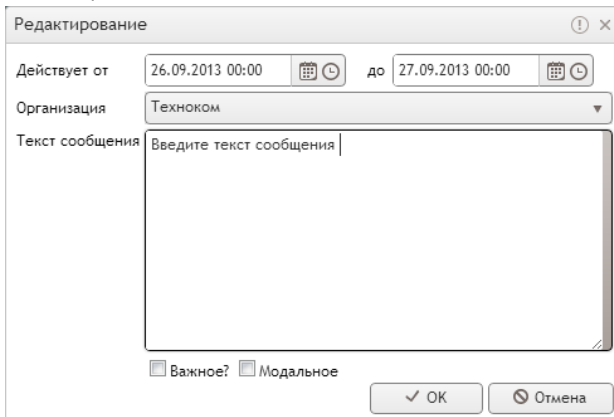 Редактирование
Действует от 26.09.2013 00:00 до 27.09.2013 00:00
Организация Техноком
Текст сообщения Введите текст сообщения
Важное? Модальное
OK Отмена